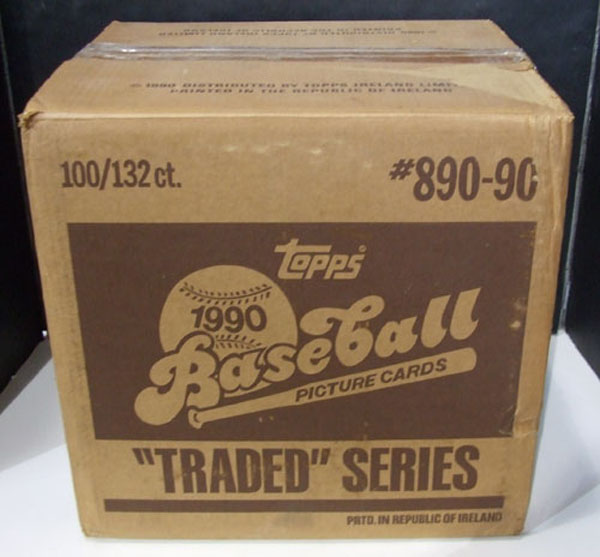 © 1990 DISTRIBUTED BY TOPPS IRELAND LIMI
PRINTED IN THE REPUBLIC OF IRELAND
100/132 ct.
#890-90
TOPPS®
1990
Baseball
PICTURE CARDS
"TRADED" SERIES
PRTD. IN REPUBLIC OF IRELAND